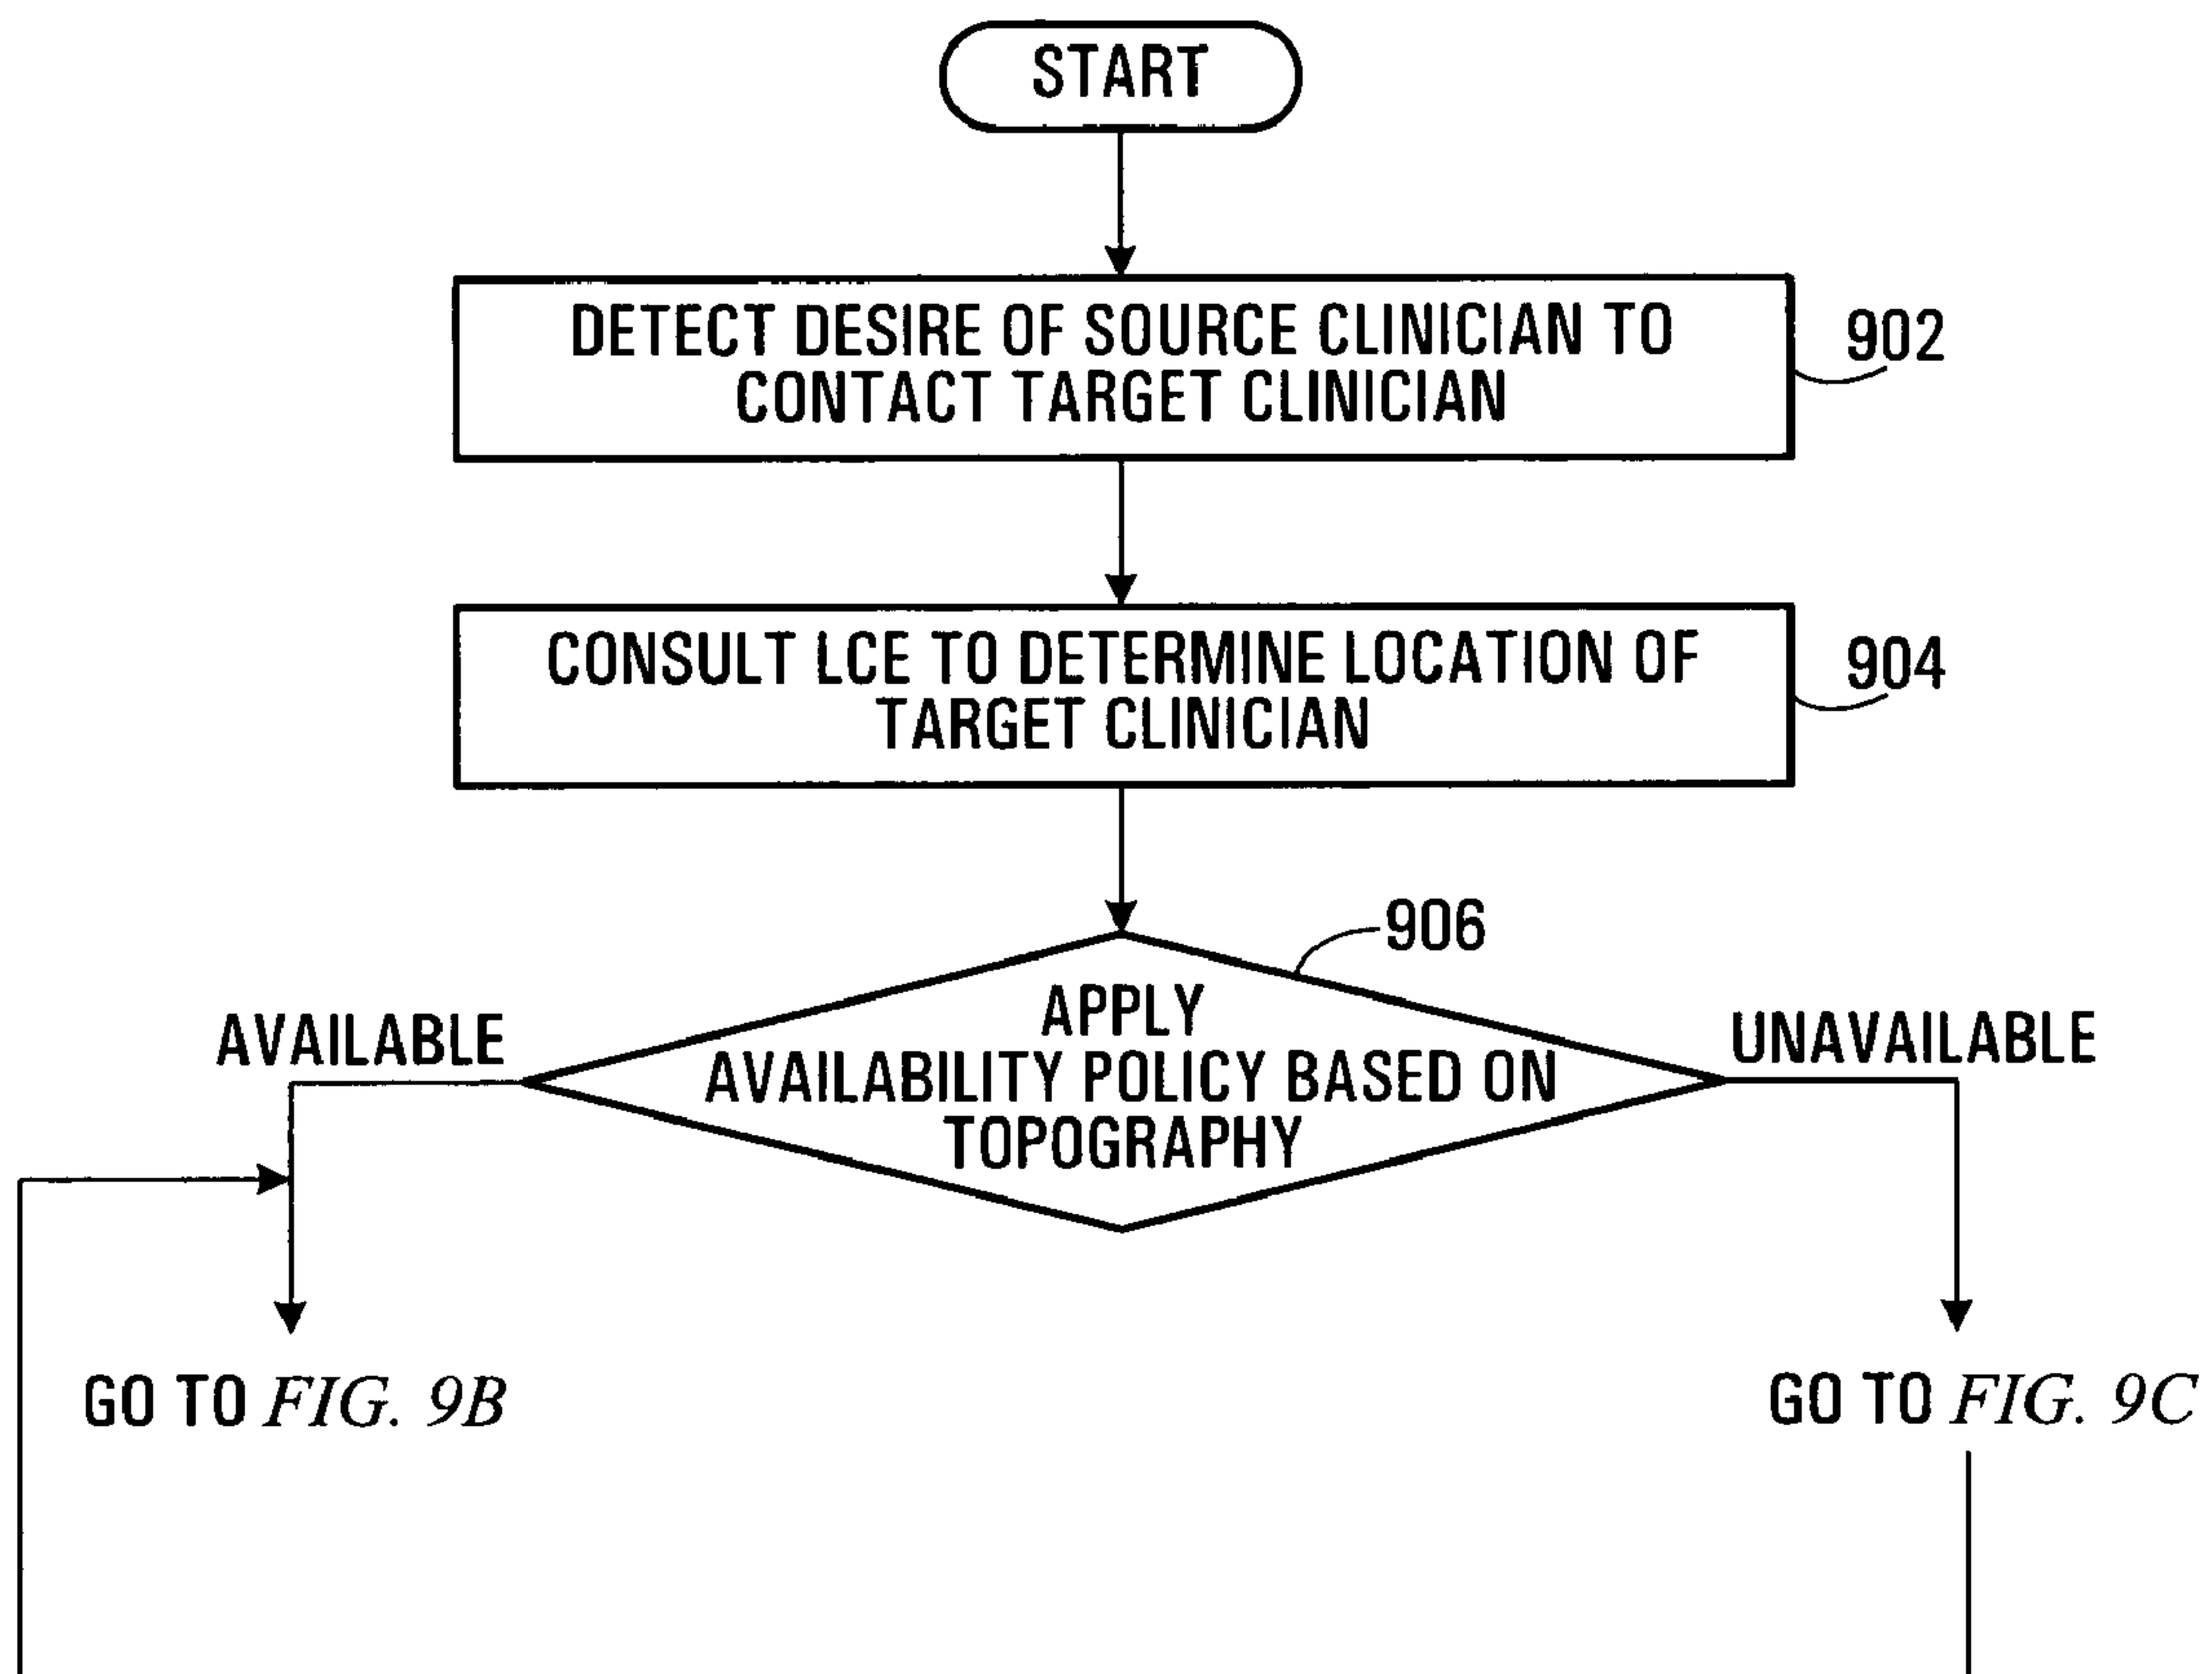 START
DETECT DESIRE OF SOURCE CLINICIAN TO
CONTACT TARGET CLINICIAN
902
CONSULT LCE TO DETERMINE LOCATION OF
TARGET CLINICIAN
904
906
APPLY
AVAILABILITY POLICY BASED ON
TOPOGRAPHY
AVAILABLE
UNAVAILABLE
GO TO FIG. 9B
GO TO FIG. 9C